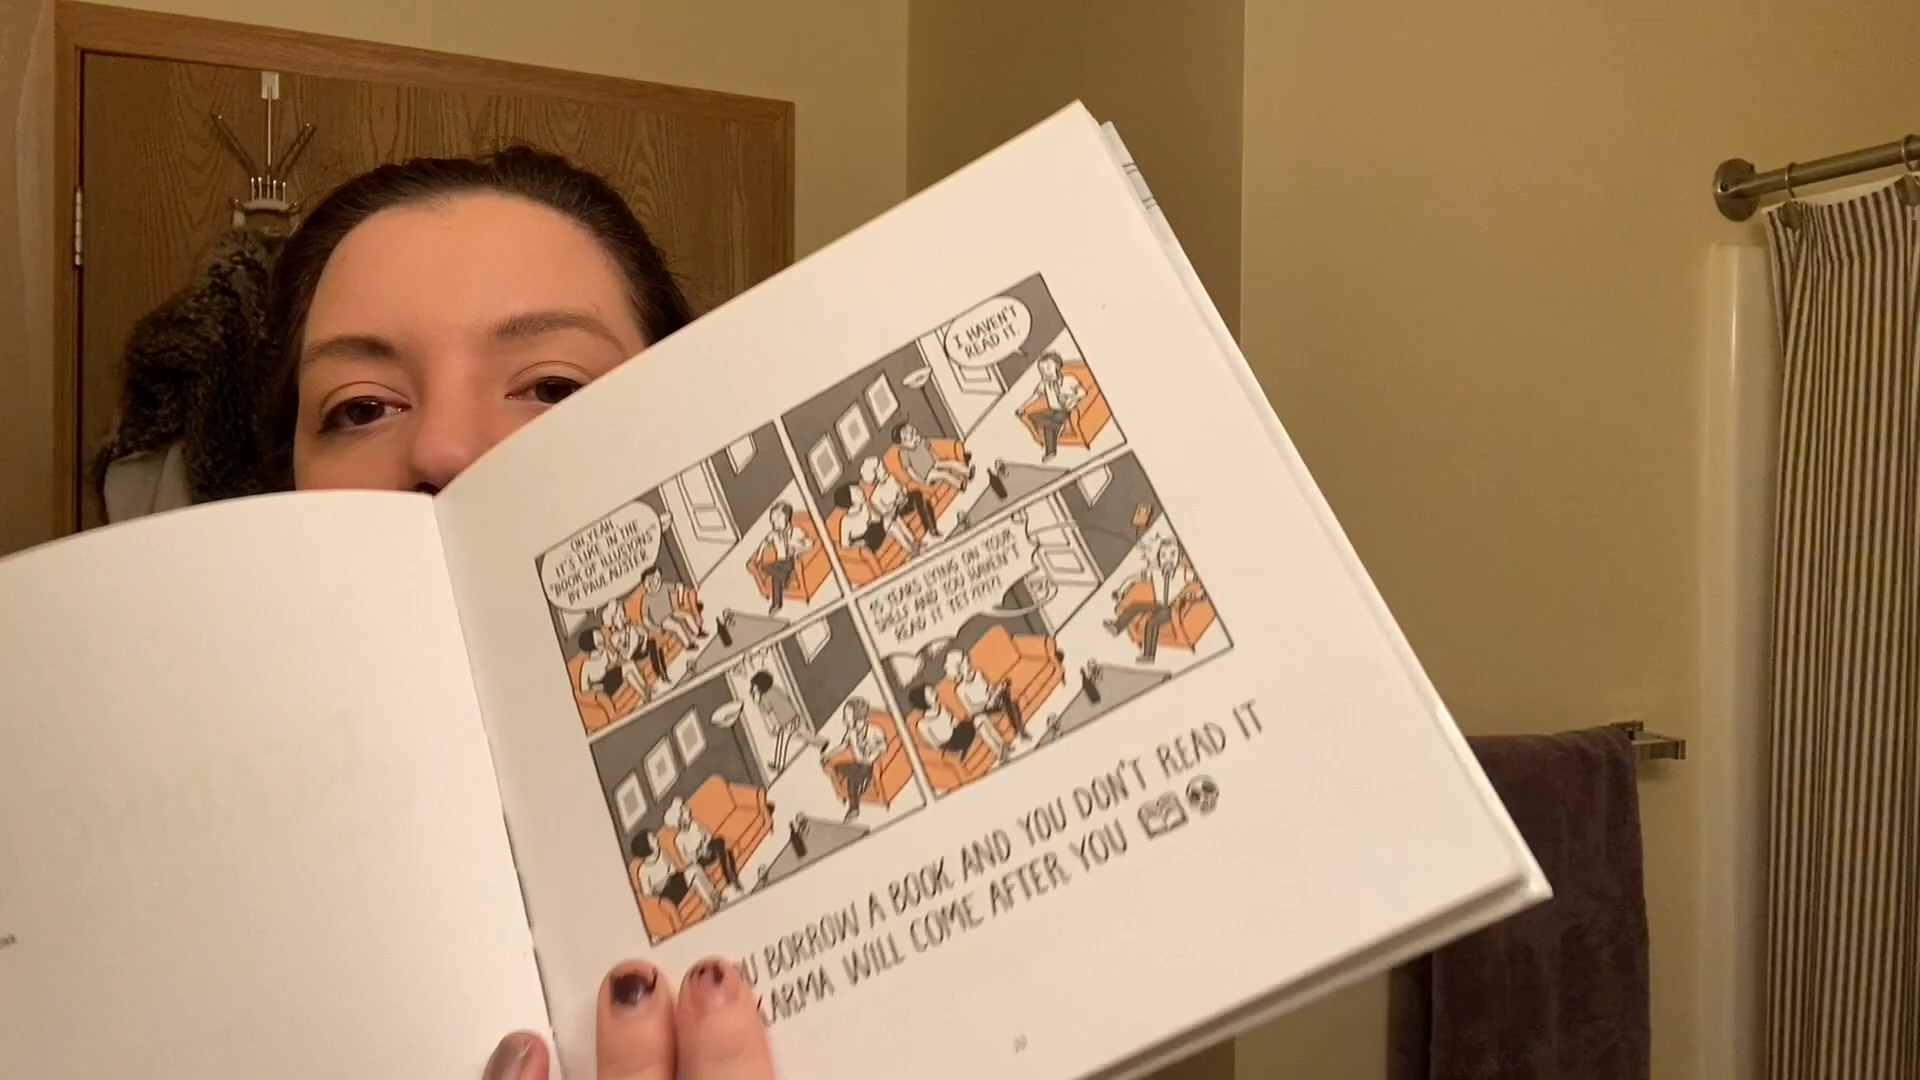 OH YEAH,
IT'S LIKE IN THE
"BOOK OF ILLUSIONS"
BY PAUL AUSTER.
I HAVEN'T
READ IT.
15 YEARS LYING ON YOUR
SHELF AND YOU HAVEN'T
READ IT YET?!?!?!
BORROW A BOOK AND YOU DON'T READ IT
KARMA WILL COME AFTER YOU